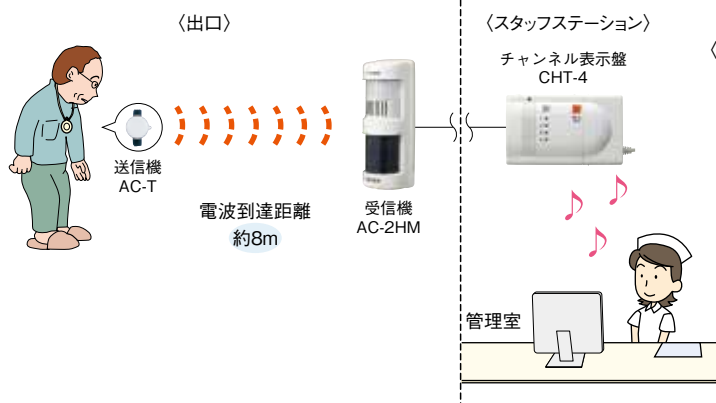 〈出口〉
送信機
AC-T
電波到達距離
約8m
受信機
AC-2HM
〈スタッフステーション〉
チャンネル表示盤
CHT-4
管理室
〈